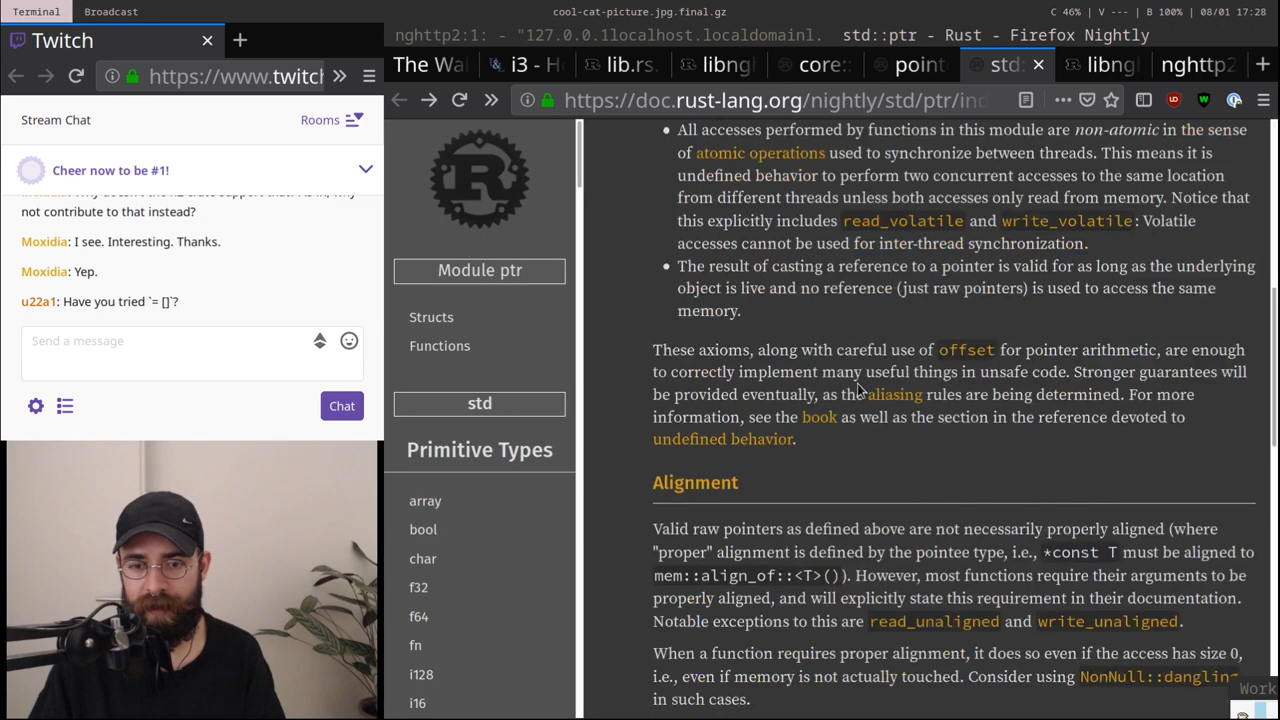 Terminal
Broadcast
cool-cat-picture.jpg.final.gz
C 46% | V --- | B 100% | 08/01 17:28
nghttp2:1: - "127.0.0.1localhost.localdomainl.
std::ptr - Rust - Firefox Nightly
Twitch
The Wa
i3 - H
lib.rs.
libng
core::
point
std:
libngl
nghttp2
https://www.twitch
https://doc.rust-lang.org/nightly/std/ptr/ind
Stream Chat
Rooms
Cheer now to be #1!
not contribute to that instead?
Moxidia: I see. Interesting. Thanks.
Moxidia: Yep.
u22a1: Have you tried `= []`?
Send a message
Chat
Module ptr
Structs
Functions
std
Primitive Types
array
bool
char
f32
f64
fn
i128
i16
All accesses performed by functions in this module are non-atomic in the sense
of atomic operations used to synchronize between threads. This means it is
undefined behavior to perform two concurrent accesses to the same location
from different threads unless both accesses only read from memory. Notice that
this explicitly includes read_volatile and write_volatile: Volatile
accesses cannot be used for inter-thread synchronization.
The result of casting a reference to a pointer is valid for as long as the underlying
object is live and no reference (just raw pointers) is used to access the same
memory.
These axioms, along with careful use of offset for pointer arithmetic, are enough
to correctly implement many useful things in unsafe code. Stronger guarantees will
be provided eventually, as the aliasing rules are being determined. For more
information, see the book as well as the section in the reference devoted to
undefined behavior.
Alignment
Valid raw pointers as defined above are not necessarily properly aligned (where
"proper" alignment is defined by the pointee type, i.e., *const T must be aligned to
mem::align_of::<T>()). However, most functions require their arguments to be
properly aligned, and will explicitly state this requirement in their documentation.
Notable exceptions to this are read_unaligned and write_unaligned.
When a function requires proper alignment, it does so even if the access has size 0,
i.e., even if memory is not actually touched. Consider using NonNull::dangling
in such cases.
Work